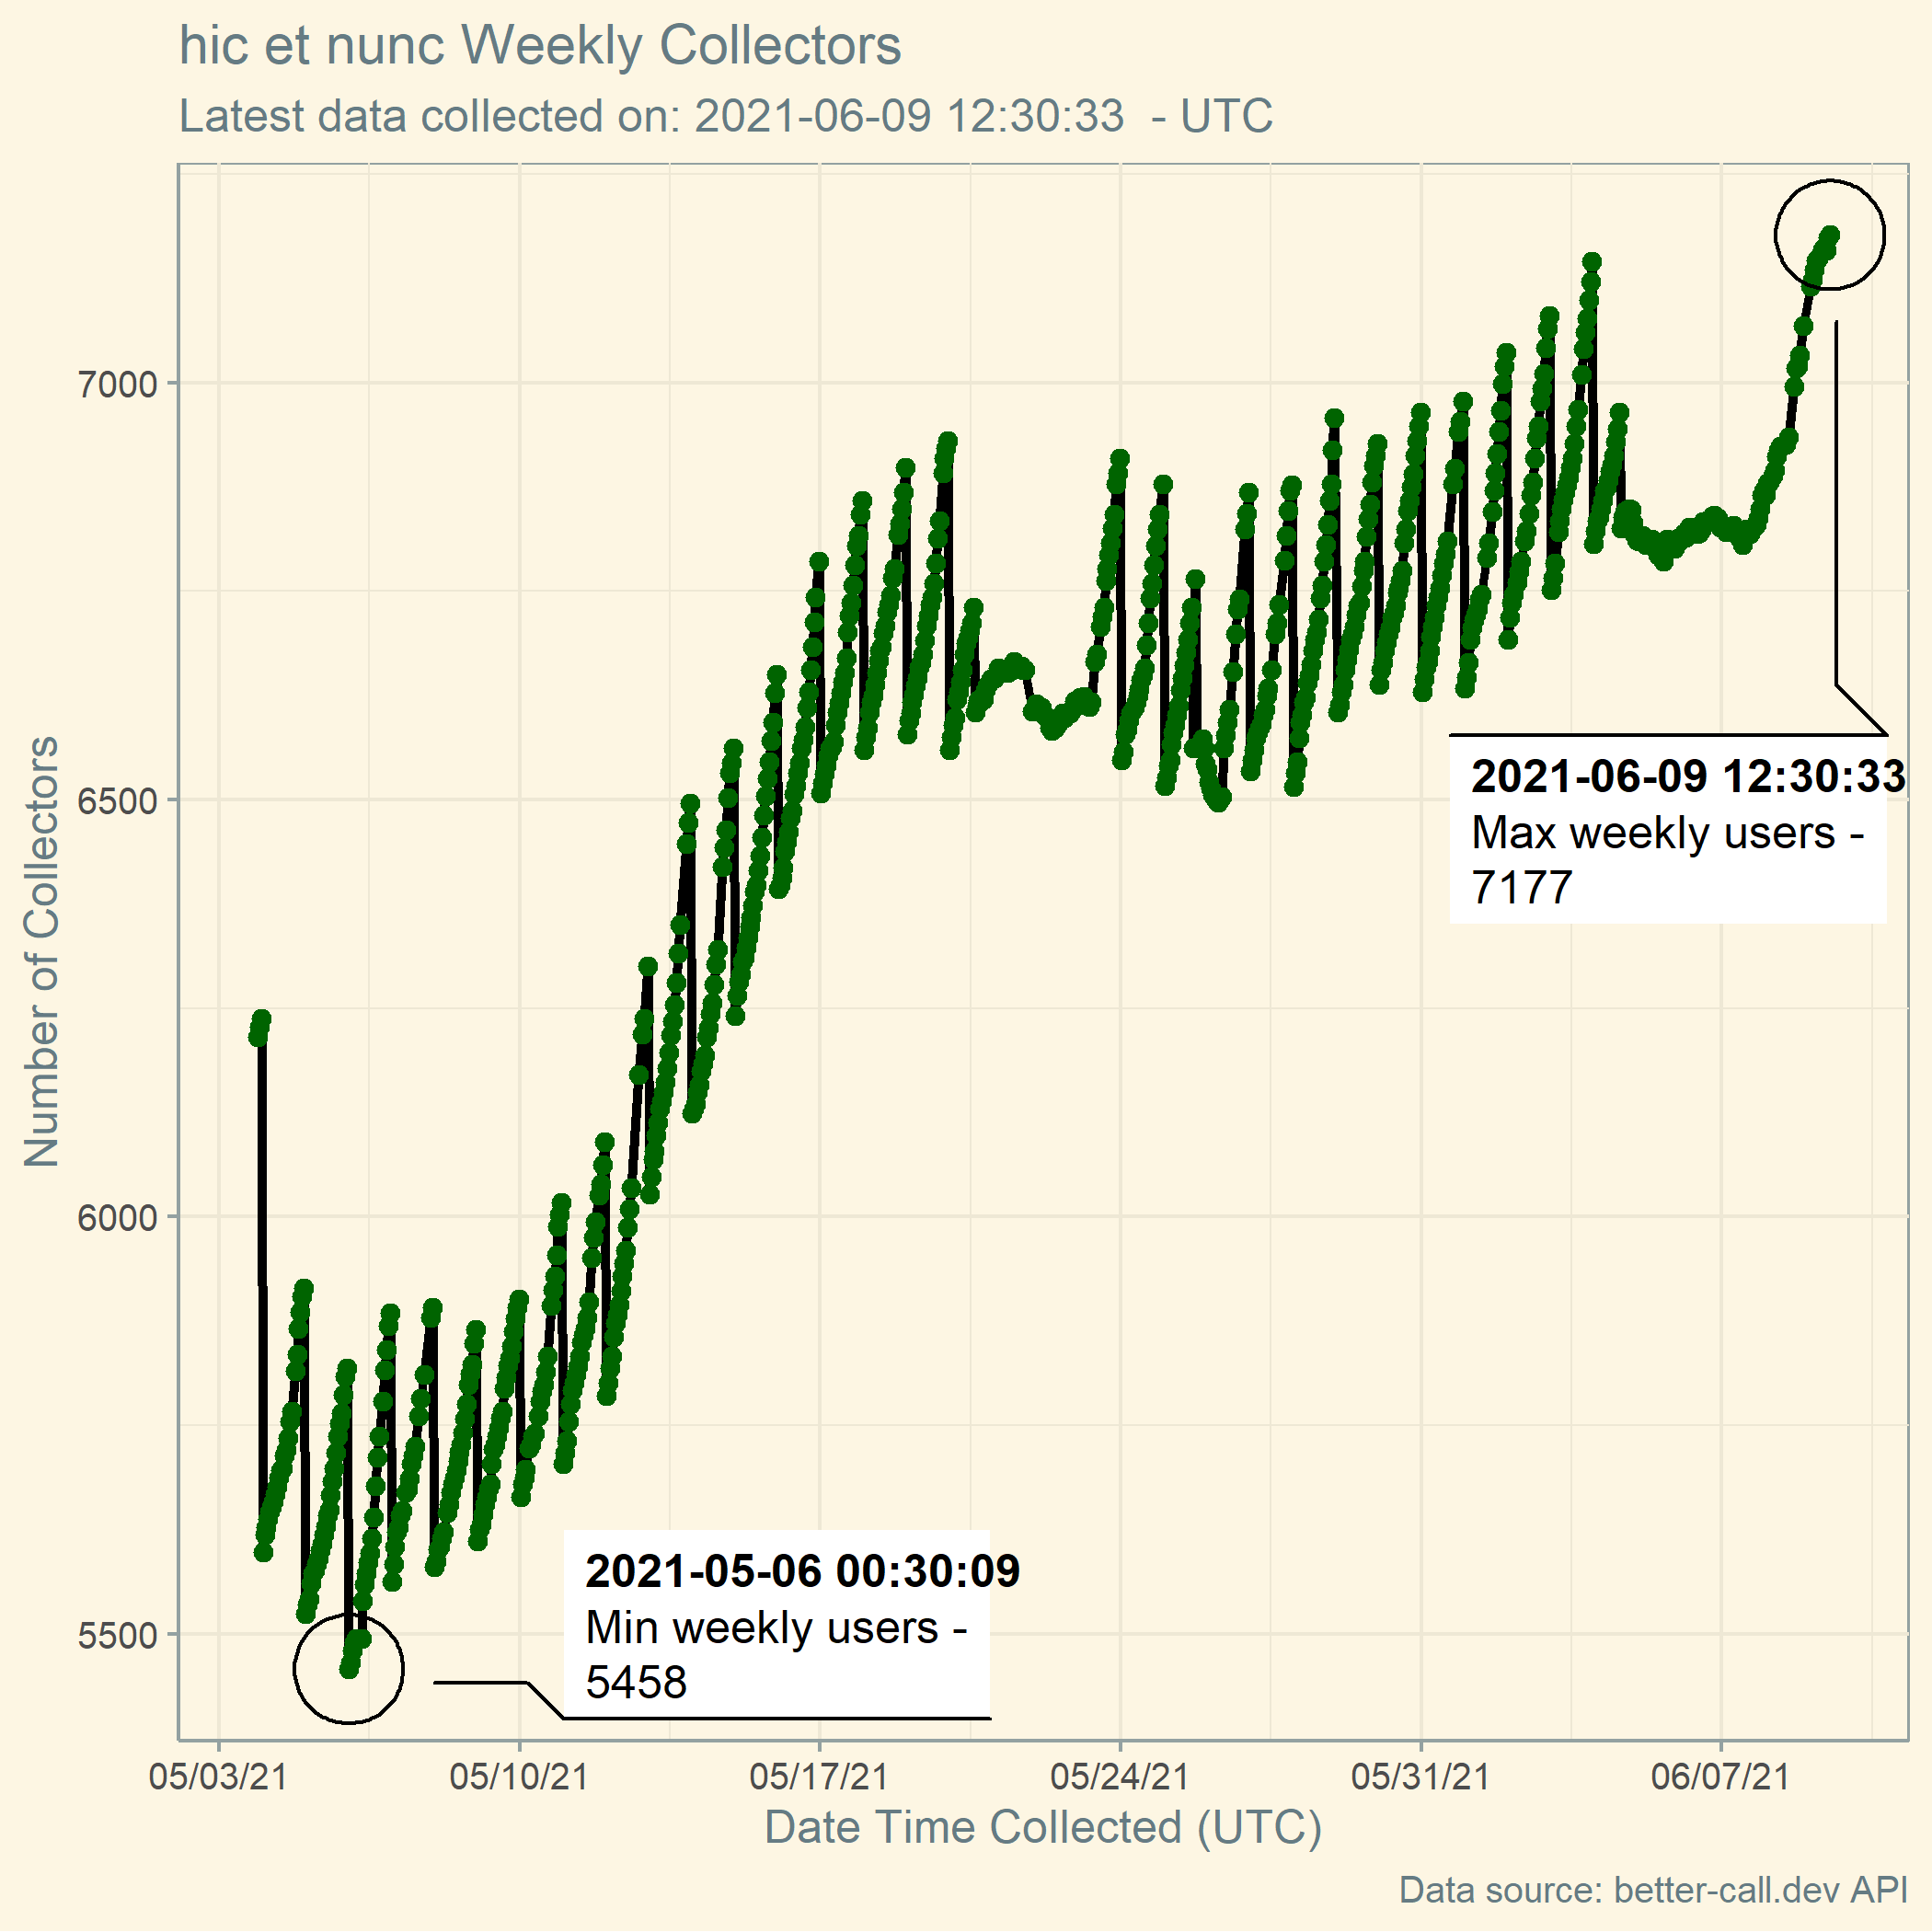 hic et nunc Weekly Collectors
Latest data collected on: 2021-06-09 12:30:33  - UTC
Number of Collectors
7000
6500
6000
5500
2021-06-09 12:30:33
Max weekly users -
7177
2021-05-06 00:30:09
Min weekly users -
5458
05/03/21 05/10/21 05/17/21 05/24/21 05/31/21 06/07/21
Date Time Collected (UTC)
Data source: better-call.dev API